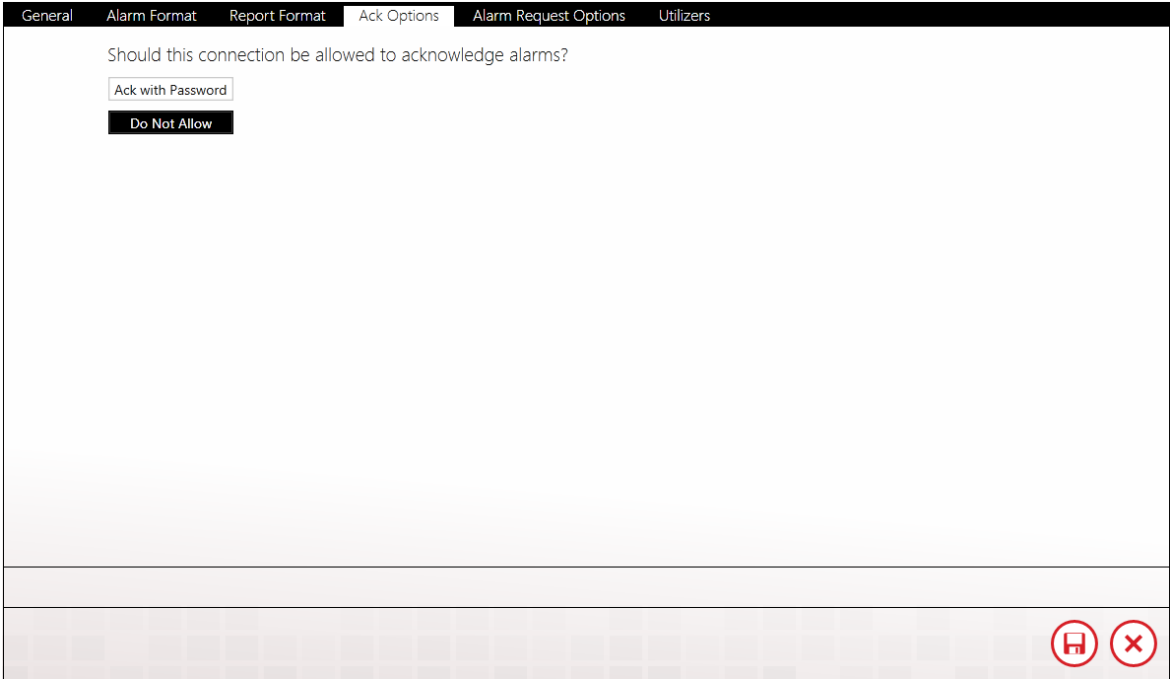 General Alarm Format Report Format Ack Options Alarm Request Options Utilizers
Should this connection be allowed to acknowledge alarms?
Ack with Password
Do Not Allow